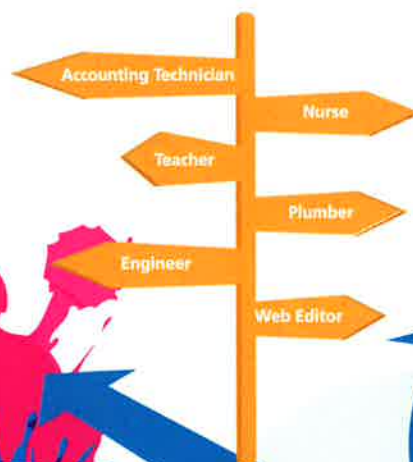 Accounting Technician
Nurse
Teacher
Plumber
Engineer
Web Editor